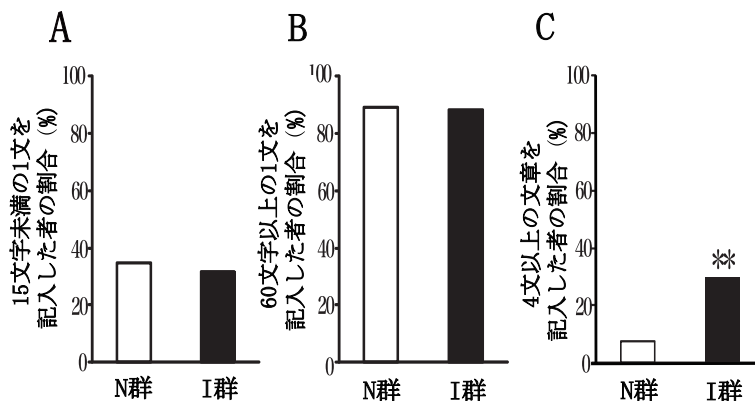 A
15文字未満の1文を
記入した者の割合 (%)
100
80
60
40
20
0
N群 I群
B
60文字以上の1文を
記入した者の割合 (%)
100
80
60
40
20
0
N群 I群
C
4文以上の文章を
記入した者の割合 (%)
100
80
60
40
20
0
**
N群 I群